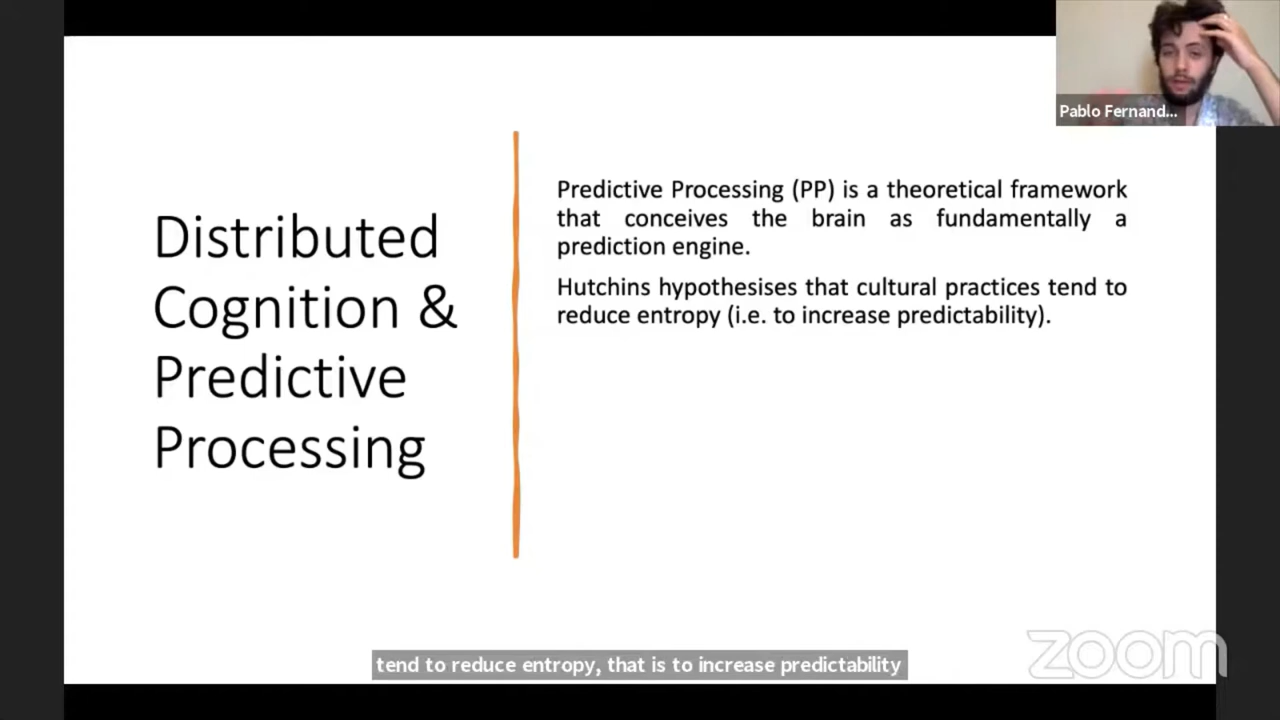 Pablo Fernand...
Distributed
Cognition &
Predictive
Processing
Predictive Processing (PP) is a theoretical framework
that conceives the brain as fundamentally a
prediction engine.
Hutchins hypothesises that cultural practices tend to
reduce entropy (i.e. to increase predictability).
tend to reduce entropy, that is to increase predictability
zoom